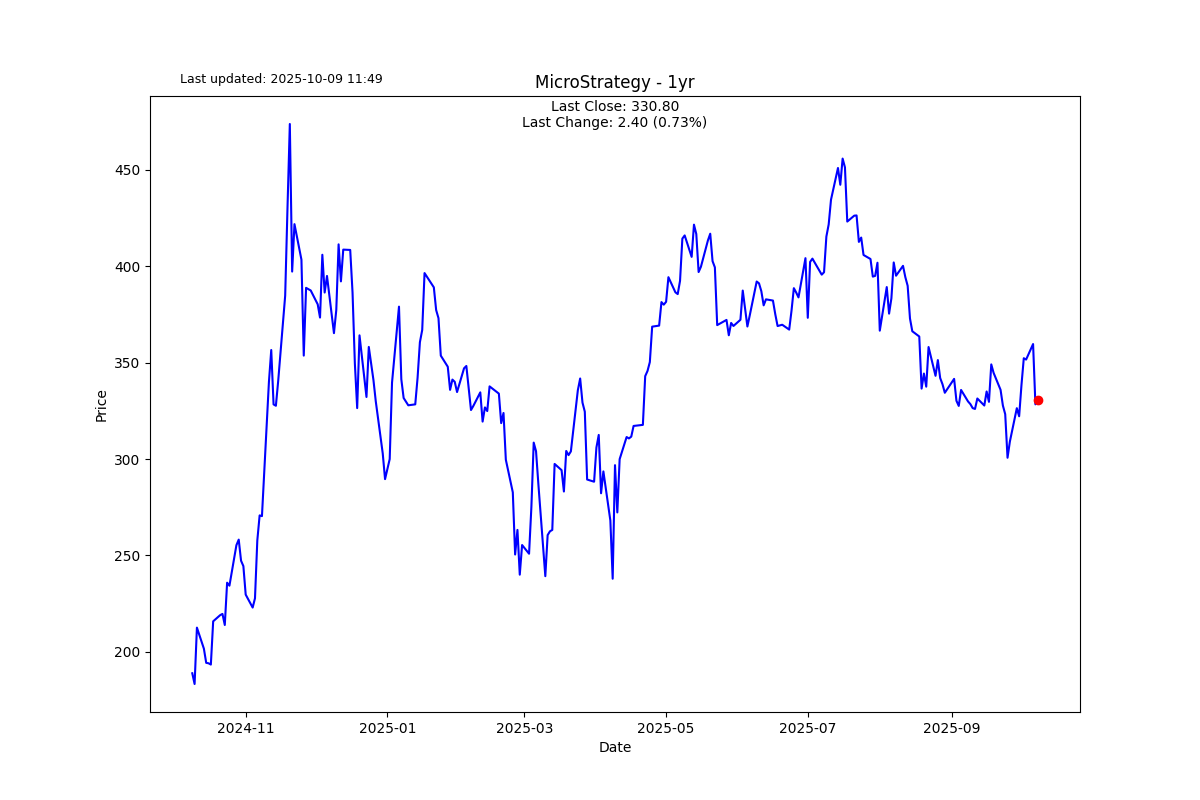 Last updated: 2025-10-09 11:49
MicroStrategy - 1yr
Last Close: 330.80
Last Change: 2.40 (0.73%)
450
400
350
300
250
200
Price
2024-11
2025-01
2025-03
2025-05
2025-07
2025-09
Date